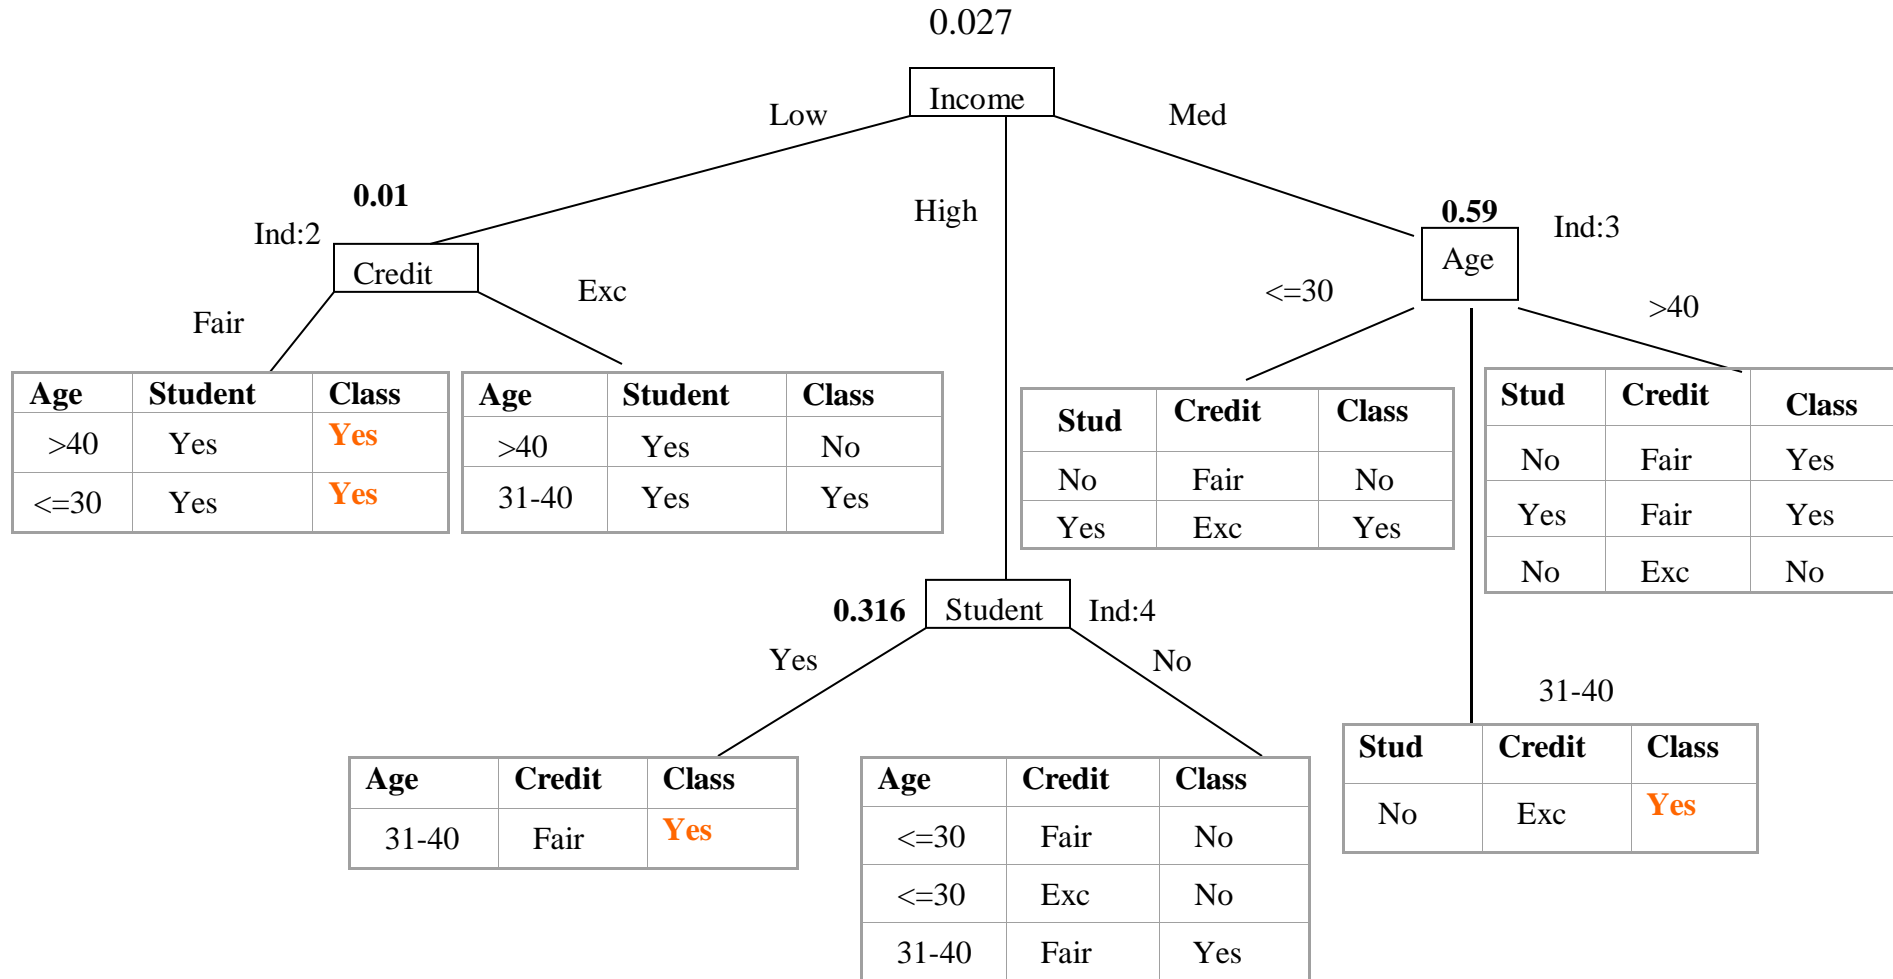 0.027
Income
Low
Med
High
0.01
Ind:2
Credit
Fair
Exc
0.59
Ind:3
Age
<=30
>40
Age Student Class
>40 Yes Yes
<=30 Yes Yes
Age Student Class
>40 Yes No
31-40 Yes Yes
Stud Credit Class
No Fair No
Yes Exc Yes
Stud Credit Class
No Fair Yes
Yes Fair Yes
No Exc No
0.316
Student
Ind:4
Yes
No
31-40
Stud Credit Class
No Exc Yes
Age Credit Class
31-40 Fair Yes
Age Credit Class
<=30 Fair No
<=30 Exc No
31-40 Fair Yes